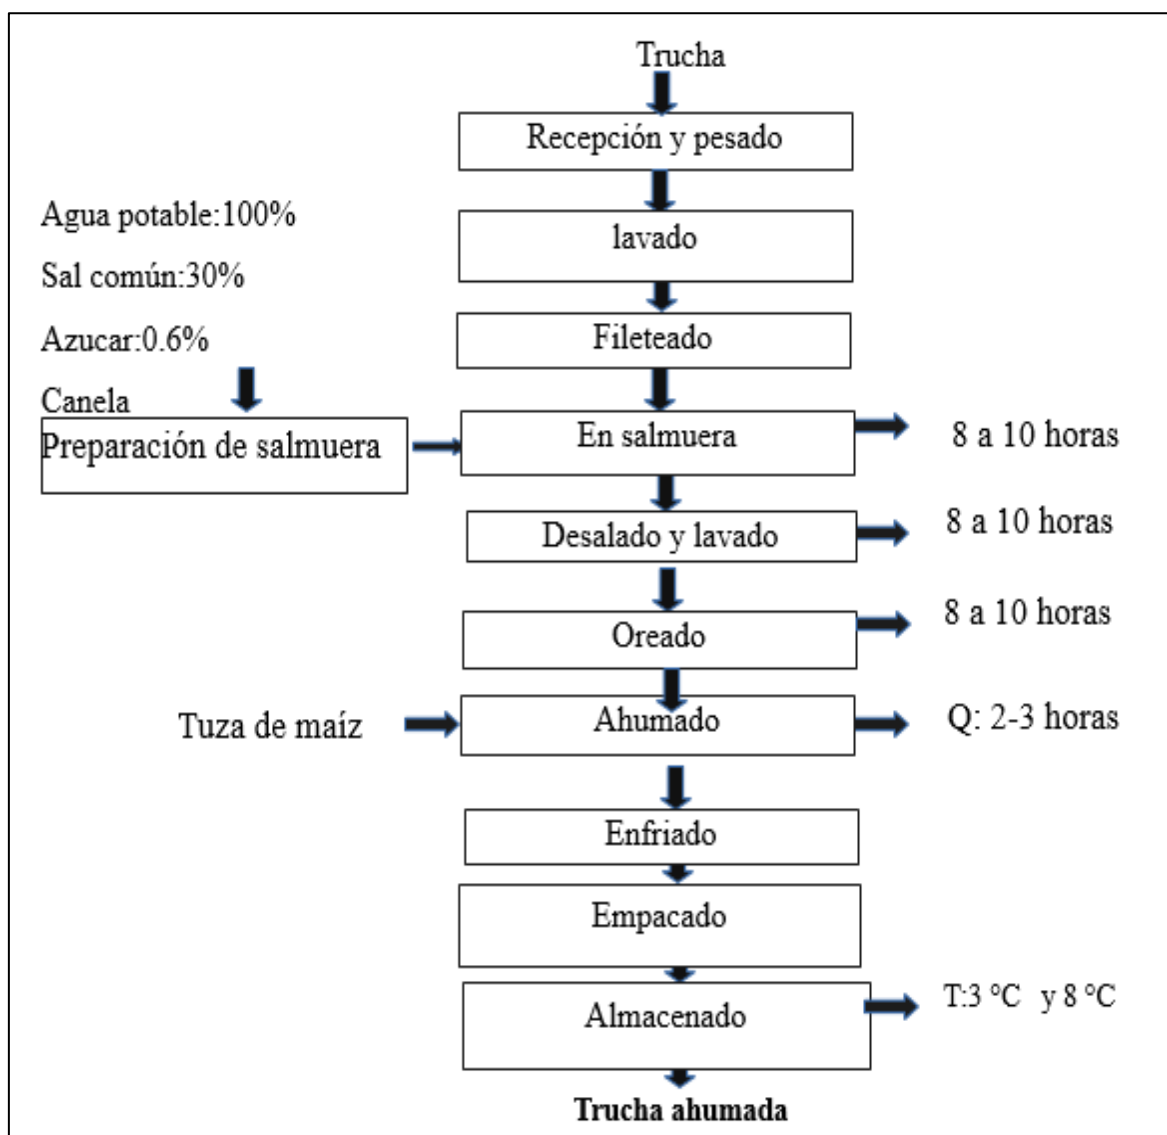 Trucha
Recepción y pesado
lavado
Fileteado
Agua potable:100%
Sal común:30%
Azucar:0.6%
Canela
Preparación de salmuera
En salmuera
8 a 10 horas
Desalado y lavado
8 a 10 horas
Oreado
8 a 10 horas
Tuza de maíz
Ahumado
Q: 2-3 horas
Enfriado
Empacado
Almacenado
T:3 °C y 8 °C
Trucha ahumada